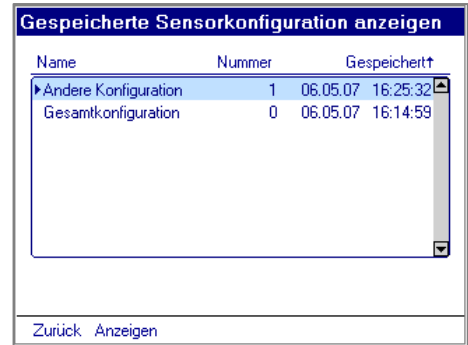 Gespeicherte Sensorkonfiguration anzeigen
Name Nummer Gespeichert↑
Andere Konfiguration 1 06.05.07 16:25:32
Gesamtkonfiguration 0 06.05.07 16:14:59
Zurück Anzeigen